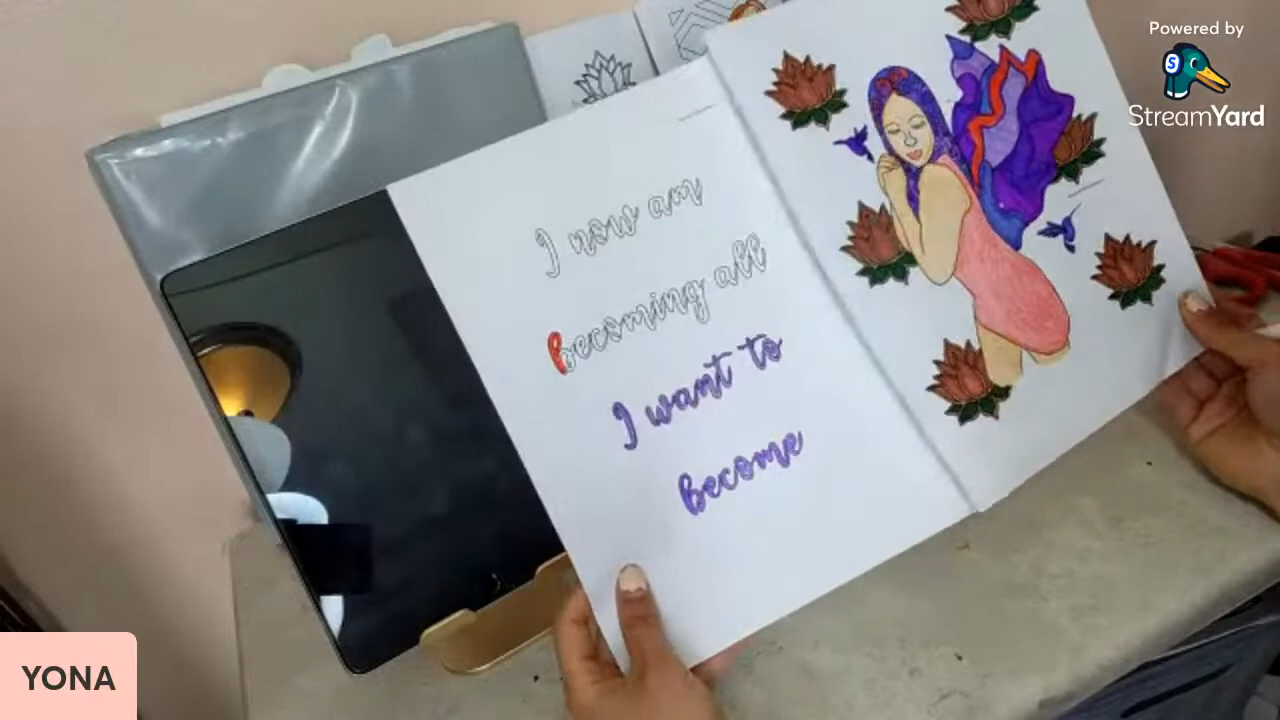 Powered by
S
StreamYard
I now am
becoming all
I want to
become
YONA